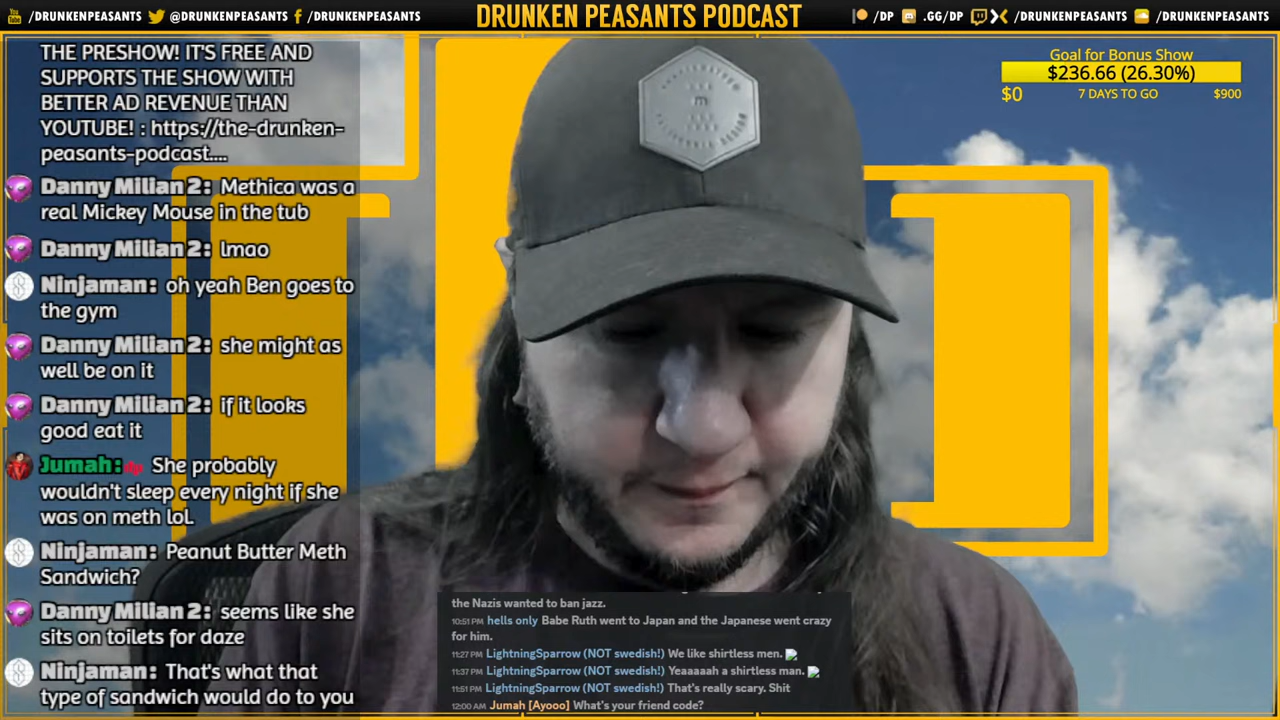 /DRUNKENPEASANTS @DRUNKENPEASANTS /DRUNKENPEASANTS
DRUNKEN PEASANTS PODCAST
/DP .GG/DP /DRUNKENPEASANTS /DRUNKENPEASANTS
THE PRESHOW! IT'S FREE AND
SUPPORTS THE SHOW WITH
BETTER AD REVENUE THAN
YOUTUBE! : https://the-drunken-
peasants-podcast....
Danny Milian 2: Methica was a
real Mickey Mouse in the tub
Danny Milian 2: lmao
Ninjaman: oh yeah Ben goes to
the gym
Danny Milian 2: she might as
well be on it
Danny Milian 2: if it looks
good eat it
Jumah: dp She probably
wouldn't sleep every night if she
was on meth lol.
Ninjaman: Peanut Butter Meth
Sandwich?
Danny Milian 2: seems like she
sits on toilets for daze
Ninjaman: That's what that
type of sandwich would do to you
Goal for Bonus Show
$236.66 (26.30%)
$0 7 DAYS TO GO $900
m
the Nazis wanted to ban jazz.
10:51 PM hells only Babe Ruth went to Japan and the Japanese went crazy
for him.
11:27 PM LightningSparrow (NOT swedish!) We like shirtless men.
11:37 PM LightningSparrow (NOT swedish!) Yeaaaaah a shirtless man.
11:51 PM LightningSparrow (NOT swedish!) That's really scary. Shit
12:00 AM Jumah [Ayooo] What's your friend code?